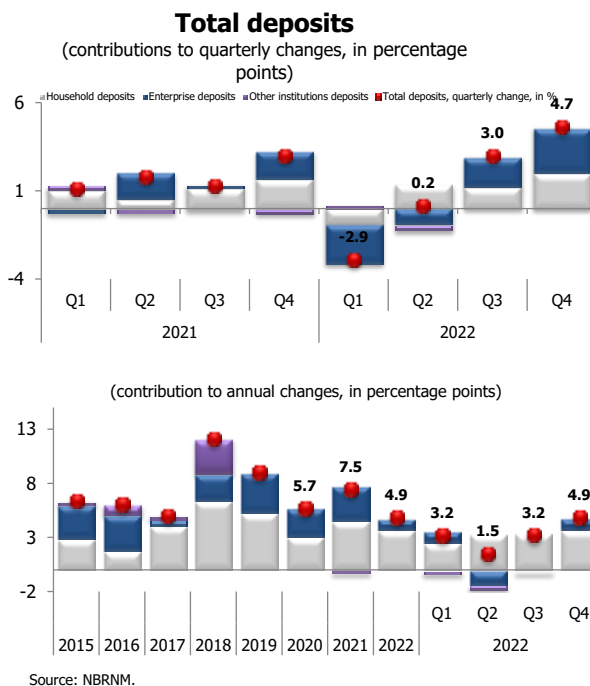 Total deposits
(contributions to quarterly changes, in percentage
points)
Household deposits Enterprise deposits Other institutions deposits Total deposits, quarterly change, in %
6
4.7
3.0
0.2
1
-2.9
-4
Q1 Q2 Q3 Q4 Q1 Q2 Q3 Q4
2021 2022
(contribution to annual changes, in percentage points)
13
8
7.5
5.7
4.9
3.2
1.5
3.2
4.9
3
-2
Q1 Q2 Q3 Q4
2015 2016 2017 2018 2019 2020 2021 2022 2022
Source: NBRNM.